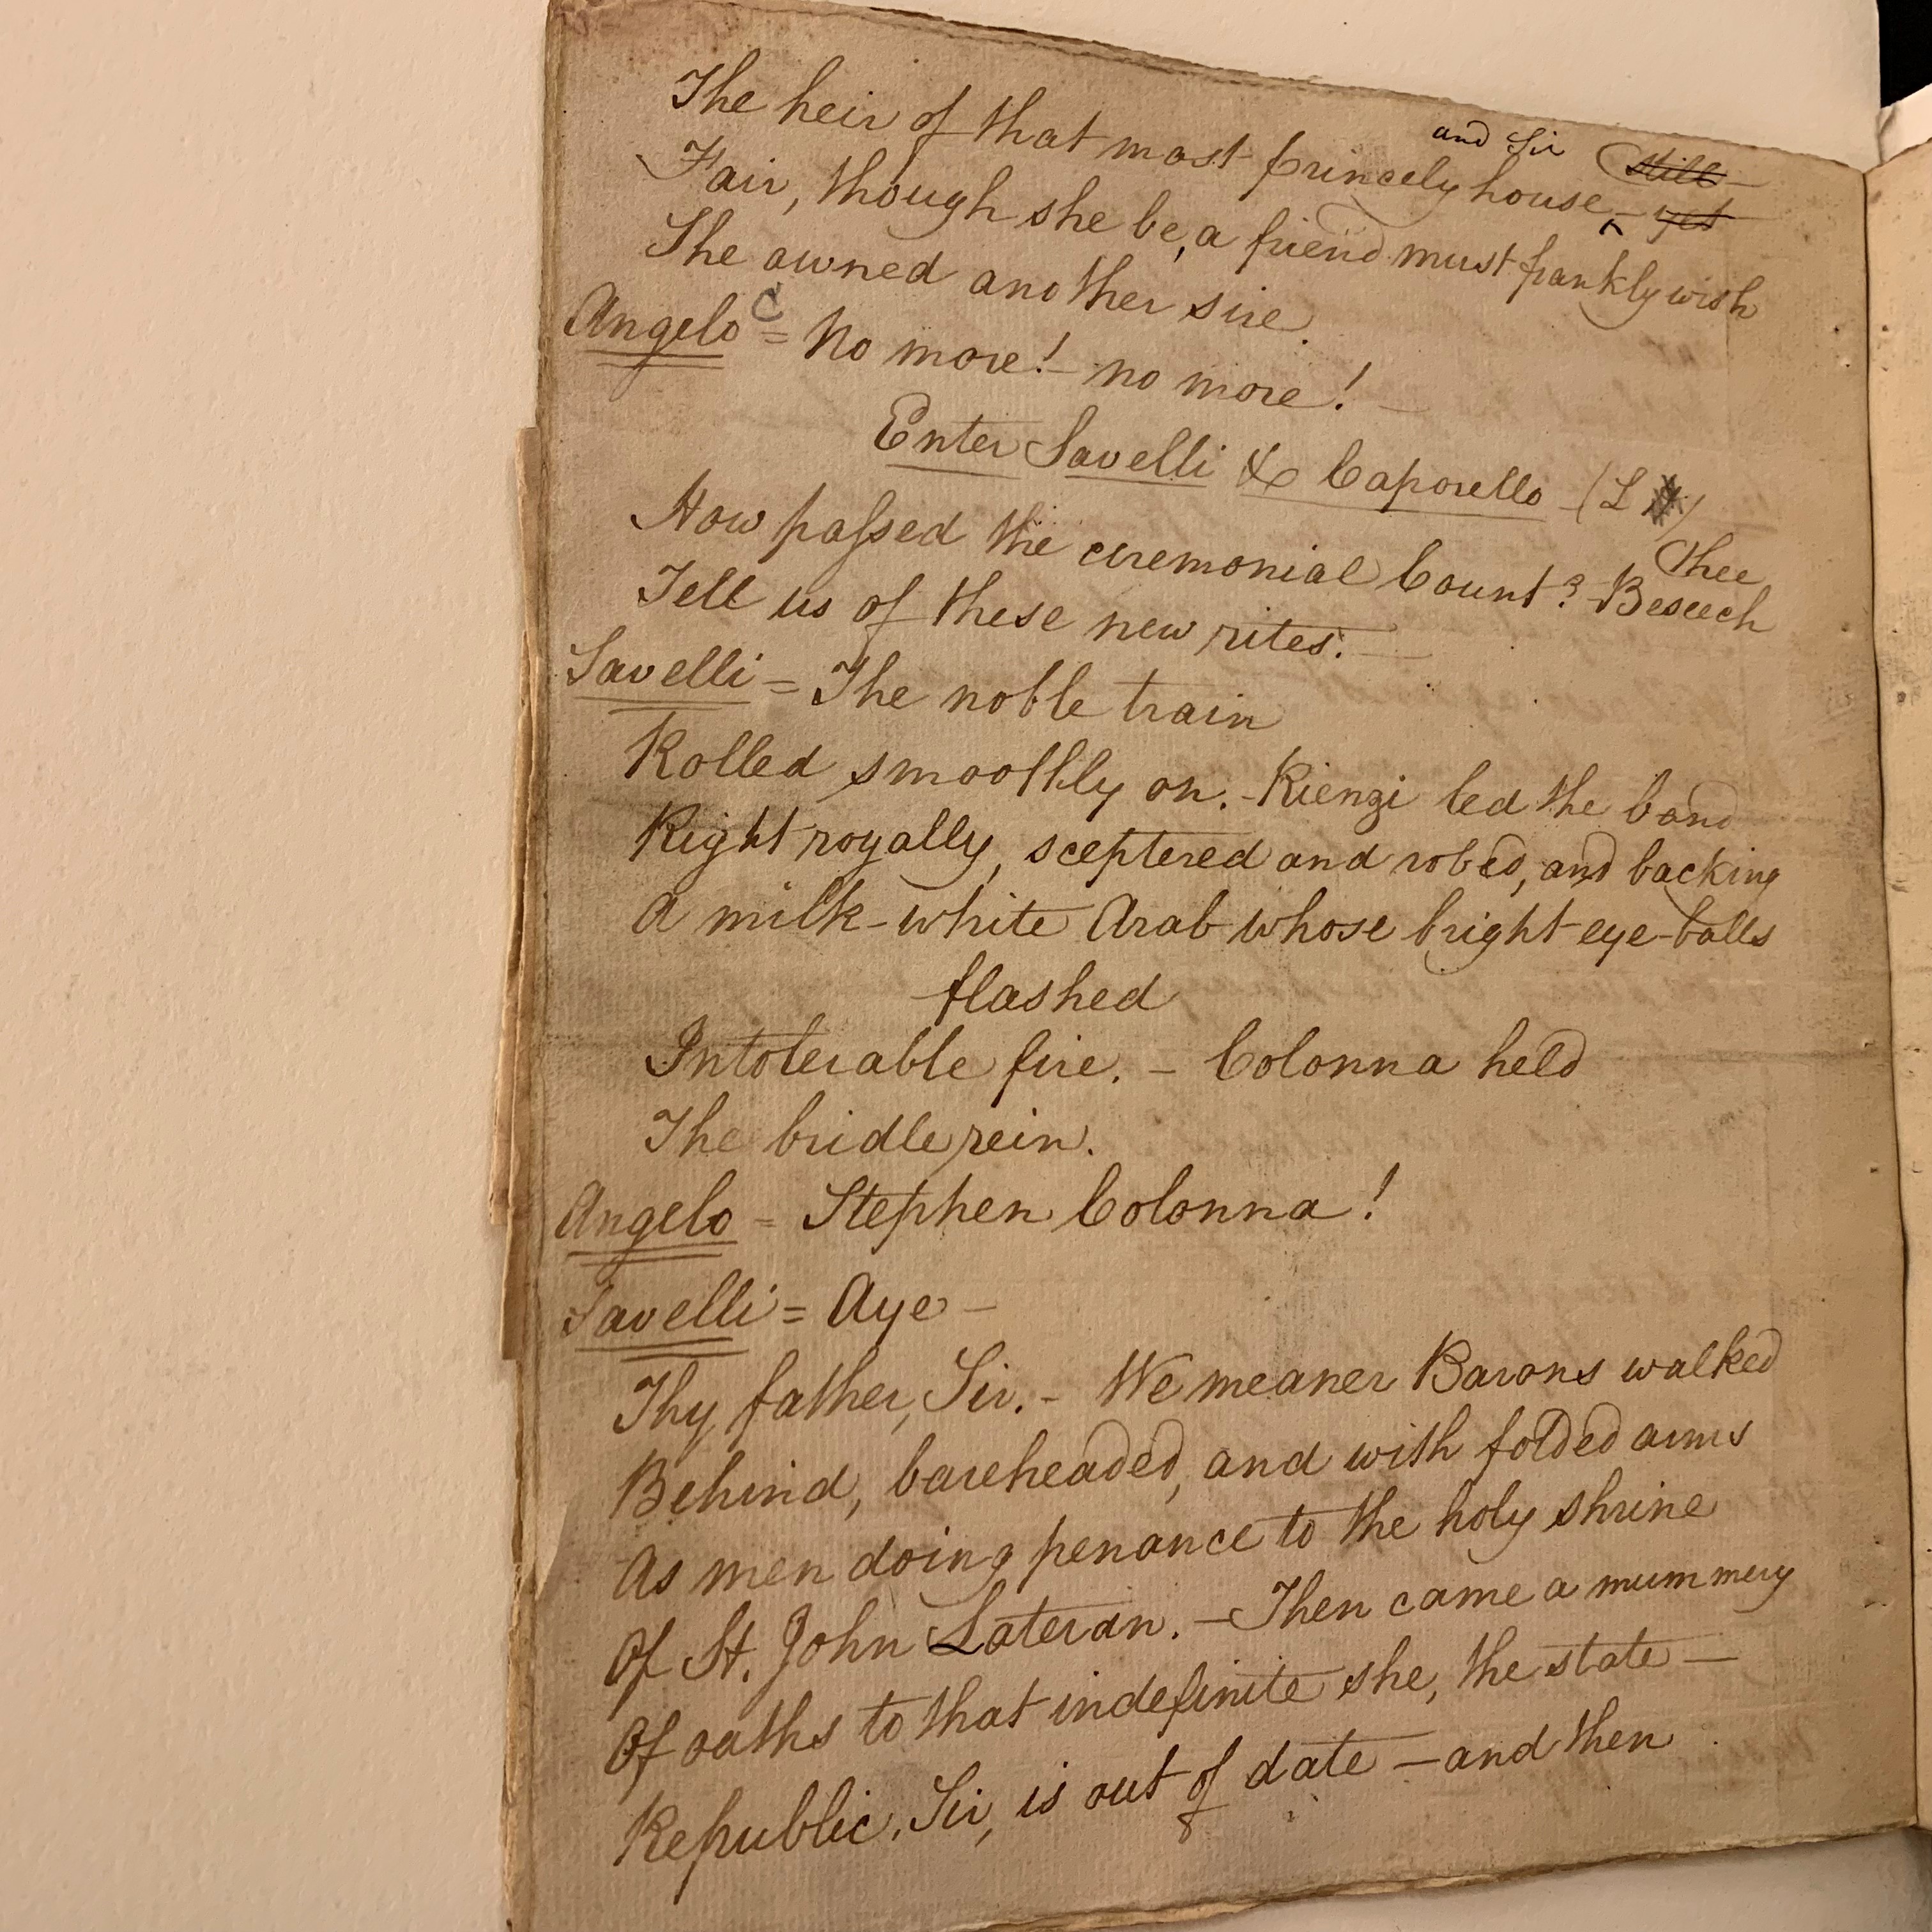 The heir of that most princely house, – and Sir still yet
Fair, though she be, a friend must frankly wish
She owned another sire.
Angelo = No more! – no more! –
C
Enter Savelli & Caporello – (L
How passed the ceremonial Count? – Beseech thee
Tell us of these new rites. –
Savelli = The noble train
Rolled smoothly on. – Rienzi led the band
Right royally, sceptered and robed, and backing
A milk-white Arab whose bright eye-balls
flashed
Intolerable fire. – Colonna held
The bridle rein.
Angelo = Stephen Colonna!
Savelli = Aye –
Thy father, Sir. – We meaner Barons walked
Behind, bareheaded, and with folded arms
As men doing penance to the holy shrine
Of St. John Lateran. – Then came a mummery
Of oaths to that indefinite she, the state –
Republic, Sir, is out of date – and then